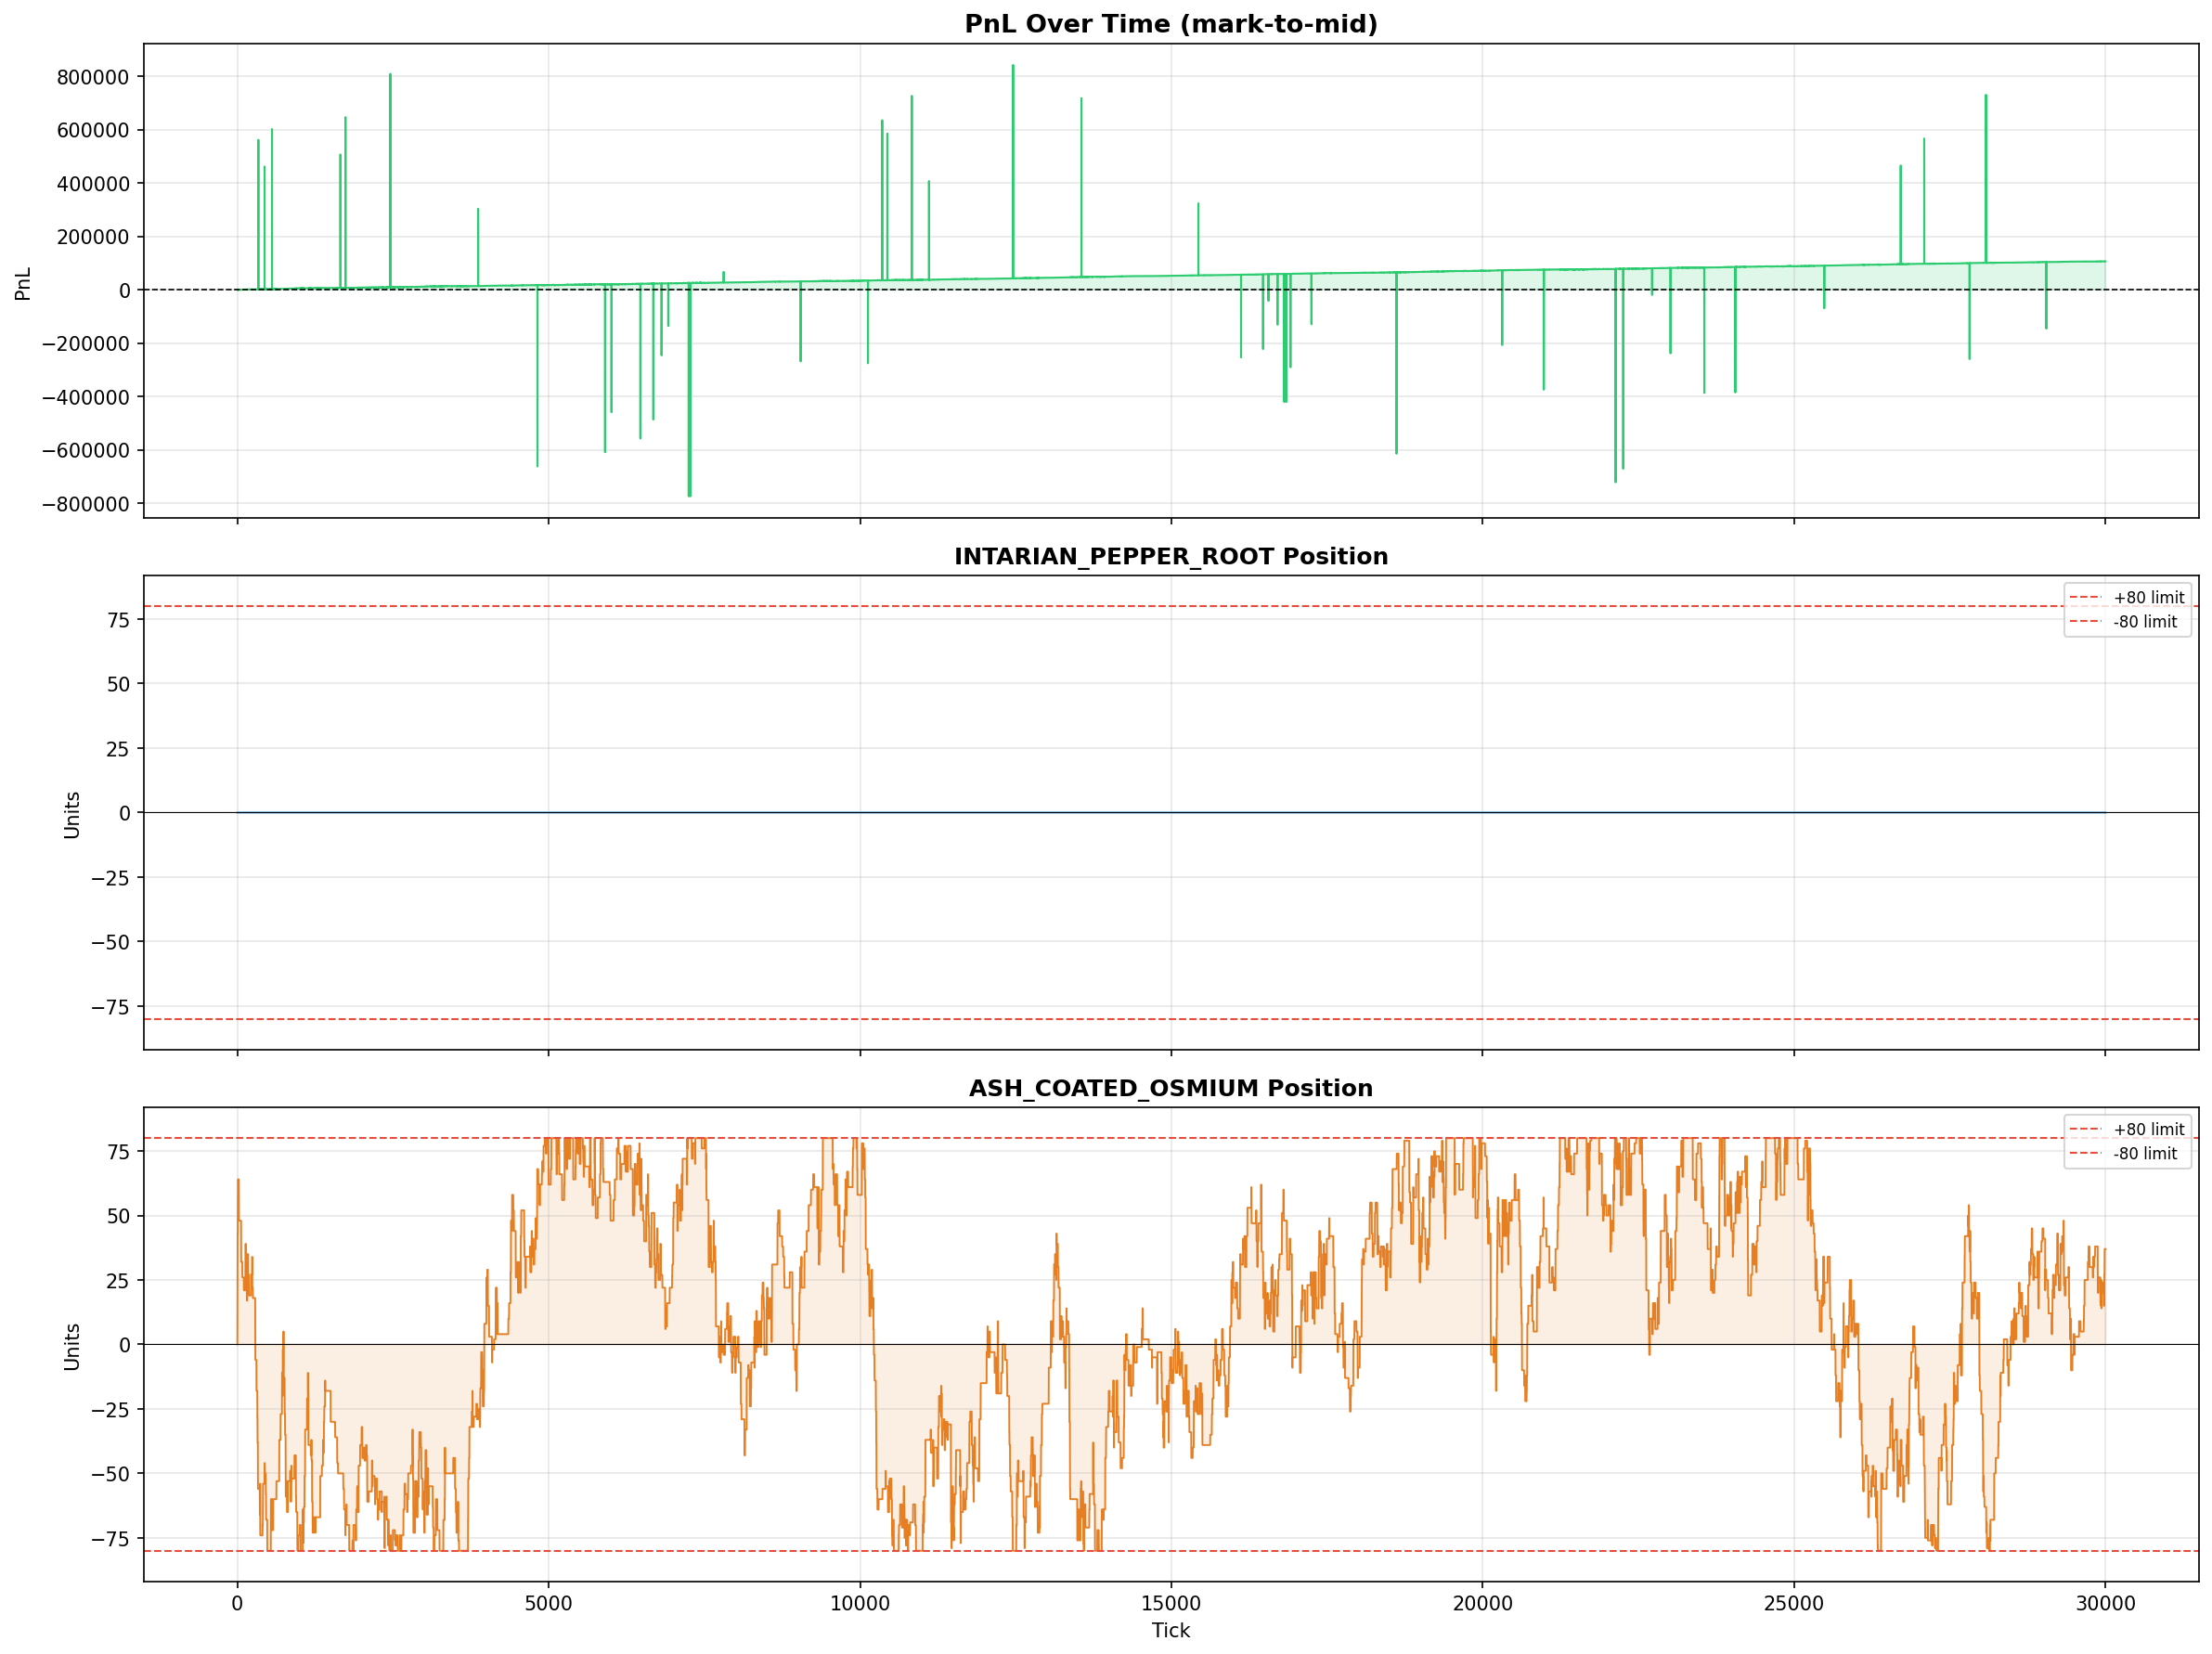 PnL Over Time (mark-to-mid)
800000
600000
400000
200000
0
−200000
−400000
−600000
−800000
PnL
INTARIAN_PEPPER_ROOT Position
75
50
25
0
−25
−50
−75
Units
+80 limit
-80 limit
ASH_COATED_OSMIUM Position
75
50
25
0
−25
−50
−75
Units
+80 limit
-80 limit
0 5000 10000 15000 20000 25000 30000
Tick